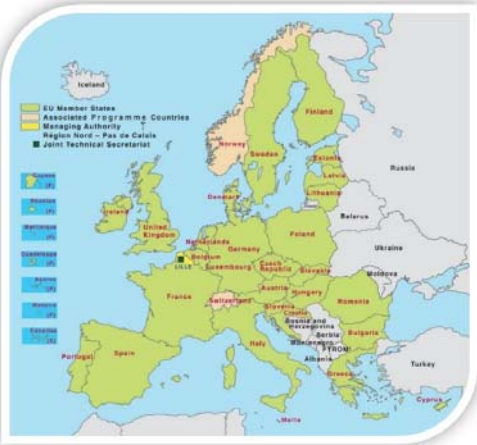 Iceland
EU Member States
Associated Programme Countries
Managing Authority
Région Nord – Pas de Calais
Joint Technical Secretariat
Norway
Sweden
Finland
Russia
Estonia
Latvia
Lithuania
Belarus
Denmark
Ireland
United
Kingdom
Netherlands
Germany
Poland
Ukraine
Belgium
LILLE
Luxembourg
Czech
Republic
Slovakia
Moldova
France
Austria
Hungary
Switzerland
Slovenia
Croatia
Romania
Bosnia and
Herzegovina
Serbia
Montenegro
Bulgaria
Italy
FYROM
Albania
Portugal
Spain
Greece
Turkey
Malta
Cyprus
Guyane
(F)
Réunion
(F)
Martinique
(F)
Guadeloupe
(F)
Açores
(P)
Madeira
(P)
Canarias
(E)